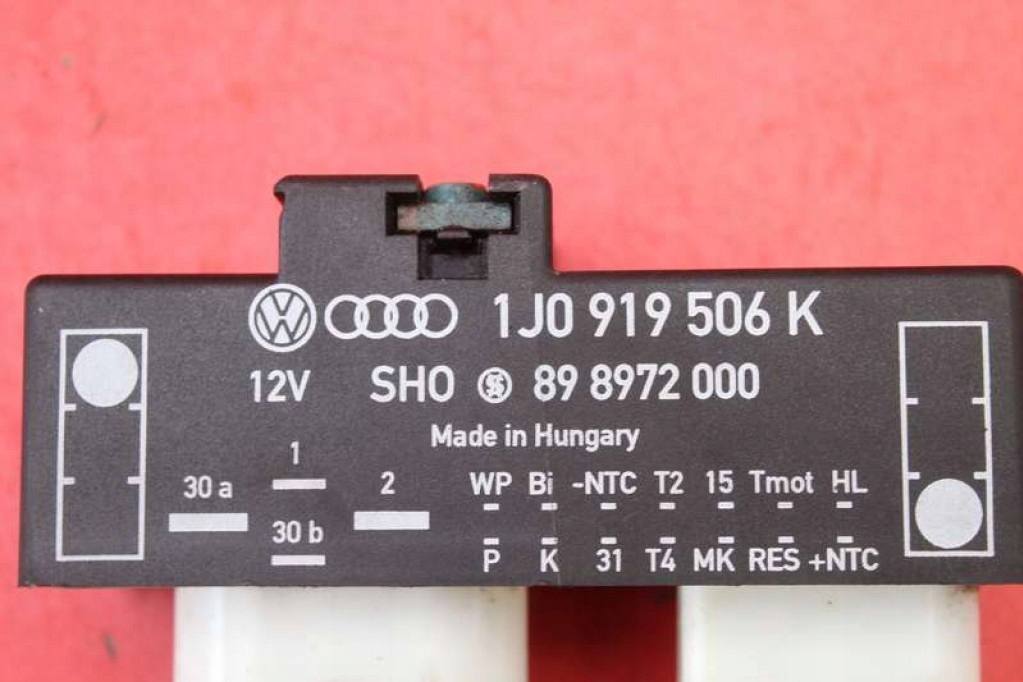 1J0 919 506 K
12V SHO 89 8972 000
Made in Hungary
30 a 1 2 WP Bi -NTC T2 15 Tmot HL
30 b P K 31 T4 MK RES +NTC